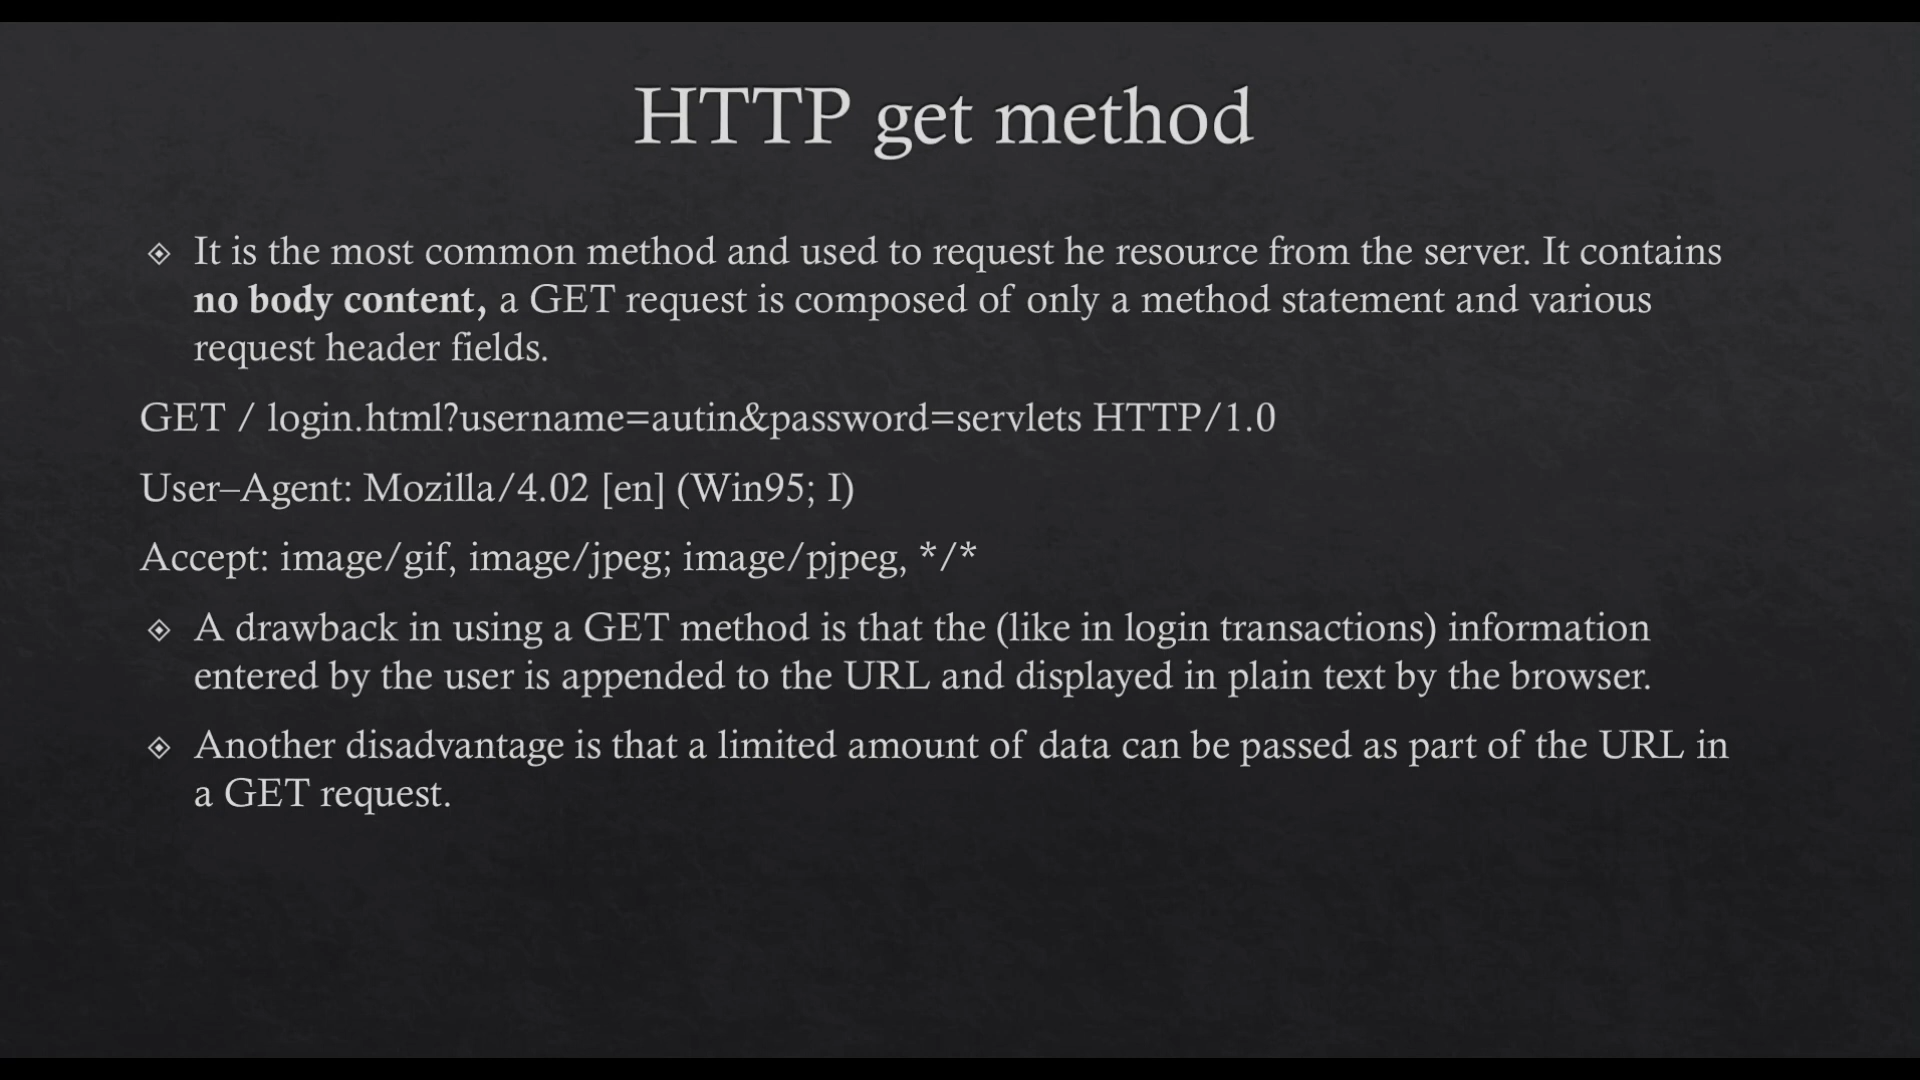 HTTP get method
It is the most common method and used to request he resource from the server. It contains
no body content, a GET request is composed of only a method statement and various
request header fields.
GET / login.html?username=autin&password=servlets HTTP/1.0
User–Agent: Mozilla/4.02 [en] (Win95; I)
Accept: image/gif, image/jpeg; image/pjpeg, */*
A drawback in using a GET method is that the (like in login transactions) information
entered by the user is appended to the URL and displayed in plain text by the browser.
Another disadvantage is that a limited amount of data can be passed as part of the URL in
a GET request.